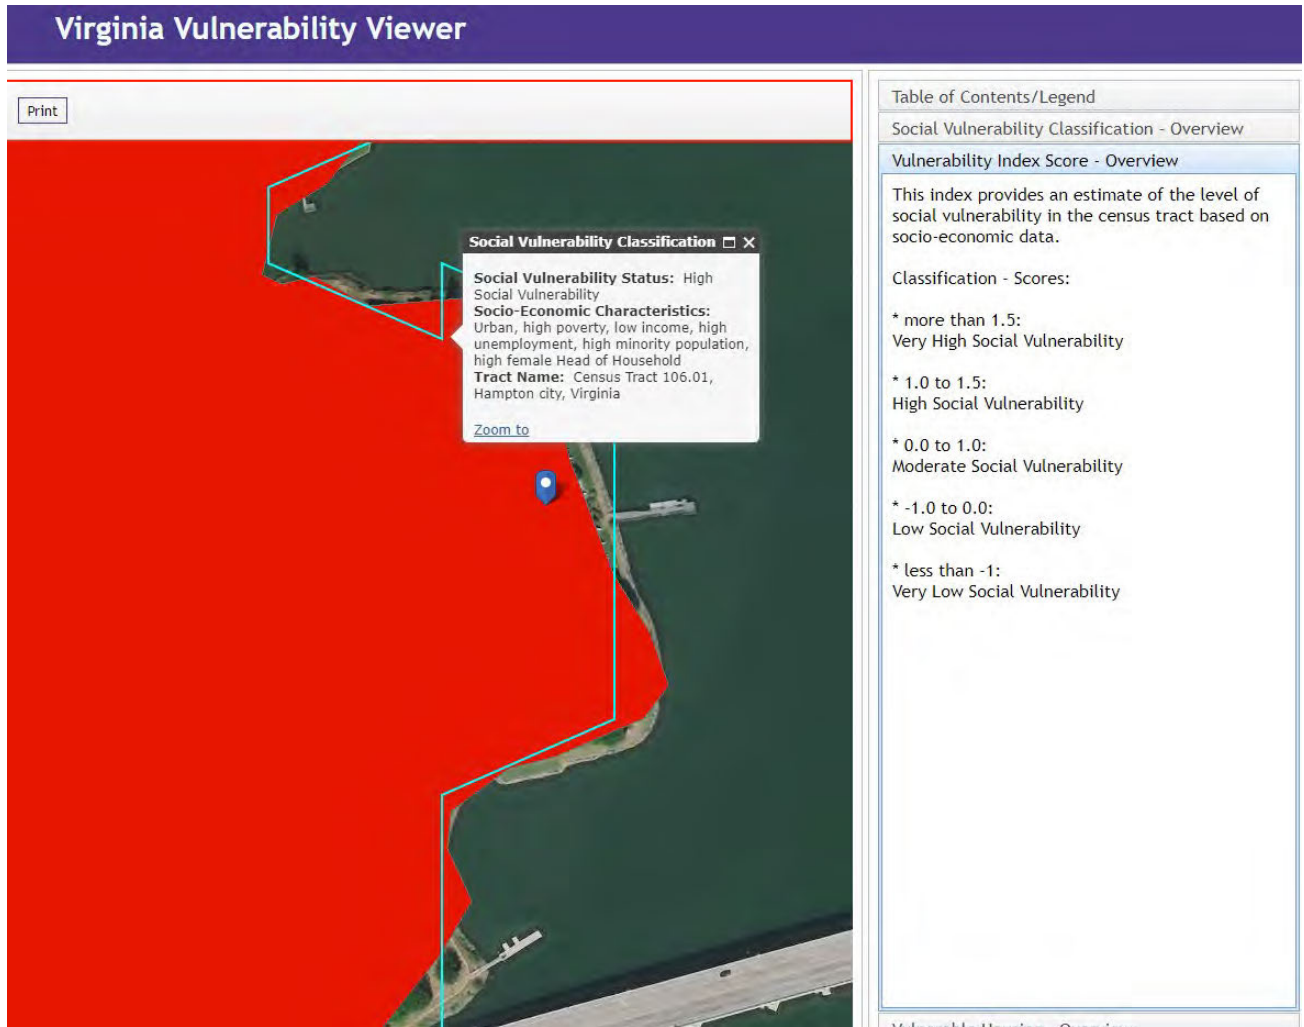 Virginia Vulnerability Viewer
Print
Social Vulnerability Classification
Social Vulnerability Status: High
Social Vulnerability
Socio-Economic Characteristics:
Urban, high poverty, low income, high
unemployment, high minority population,
high female Head of Household
Tract Name: Census Tract 106.01,
Hampton city, Virginia
Zoom to
Table of Contents/Legend
Social Vulnerability Classification - Overview
Vulnerability Index Score - Overview
This index provides an estimate of the level of
social vulnerability in the census tract based on
socio-economic data.
Classification - Scores:
* more than 1.5:
Very High Social Vulnerability
* 1.0 to 1.5:
High Social Vulnerability
* 0.0 to 1.0:
Moderate Social Vulnerability
* -1.0 to 0.0:
Low Social Vulnerability
* less than -1:
Very Low Social Vulnerability